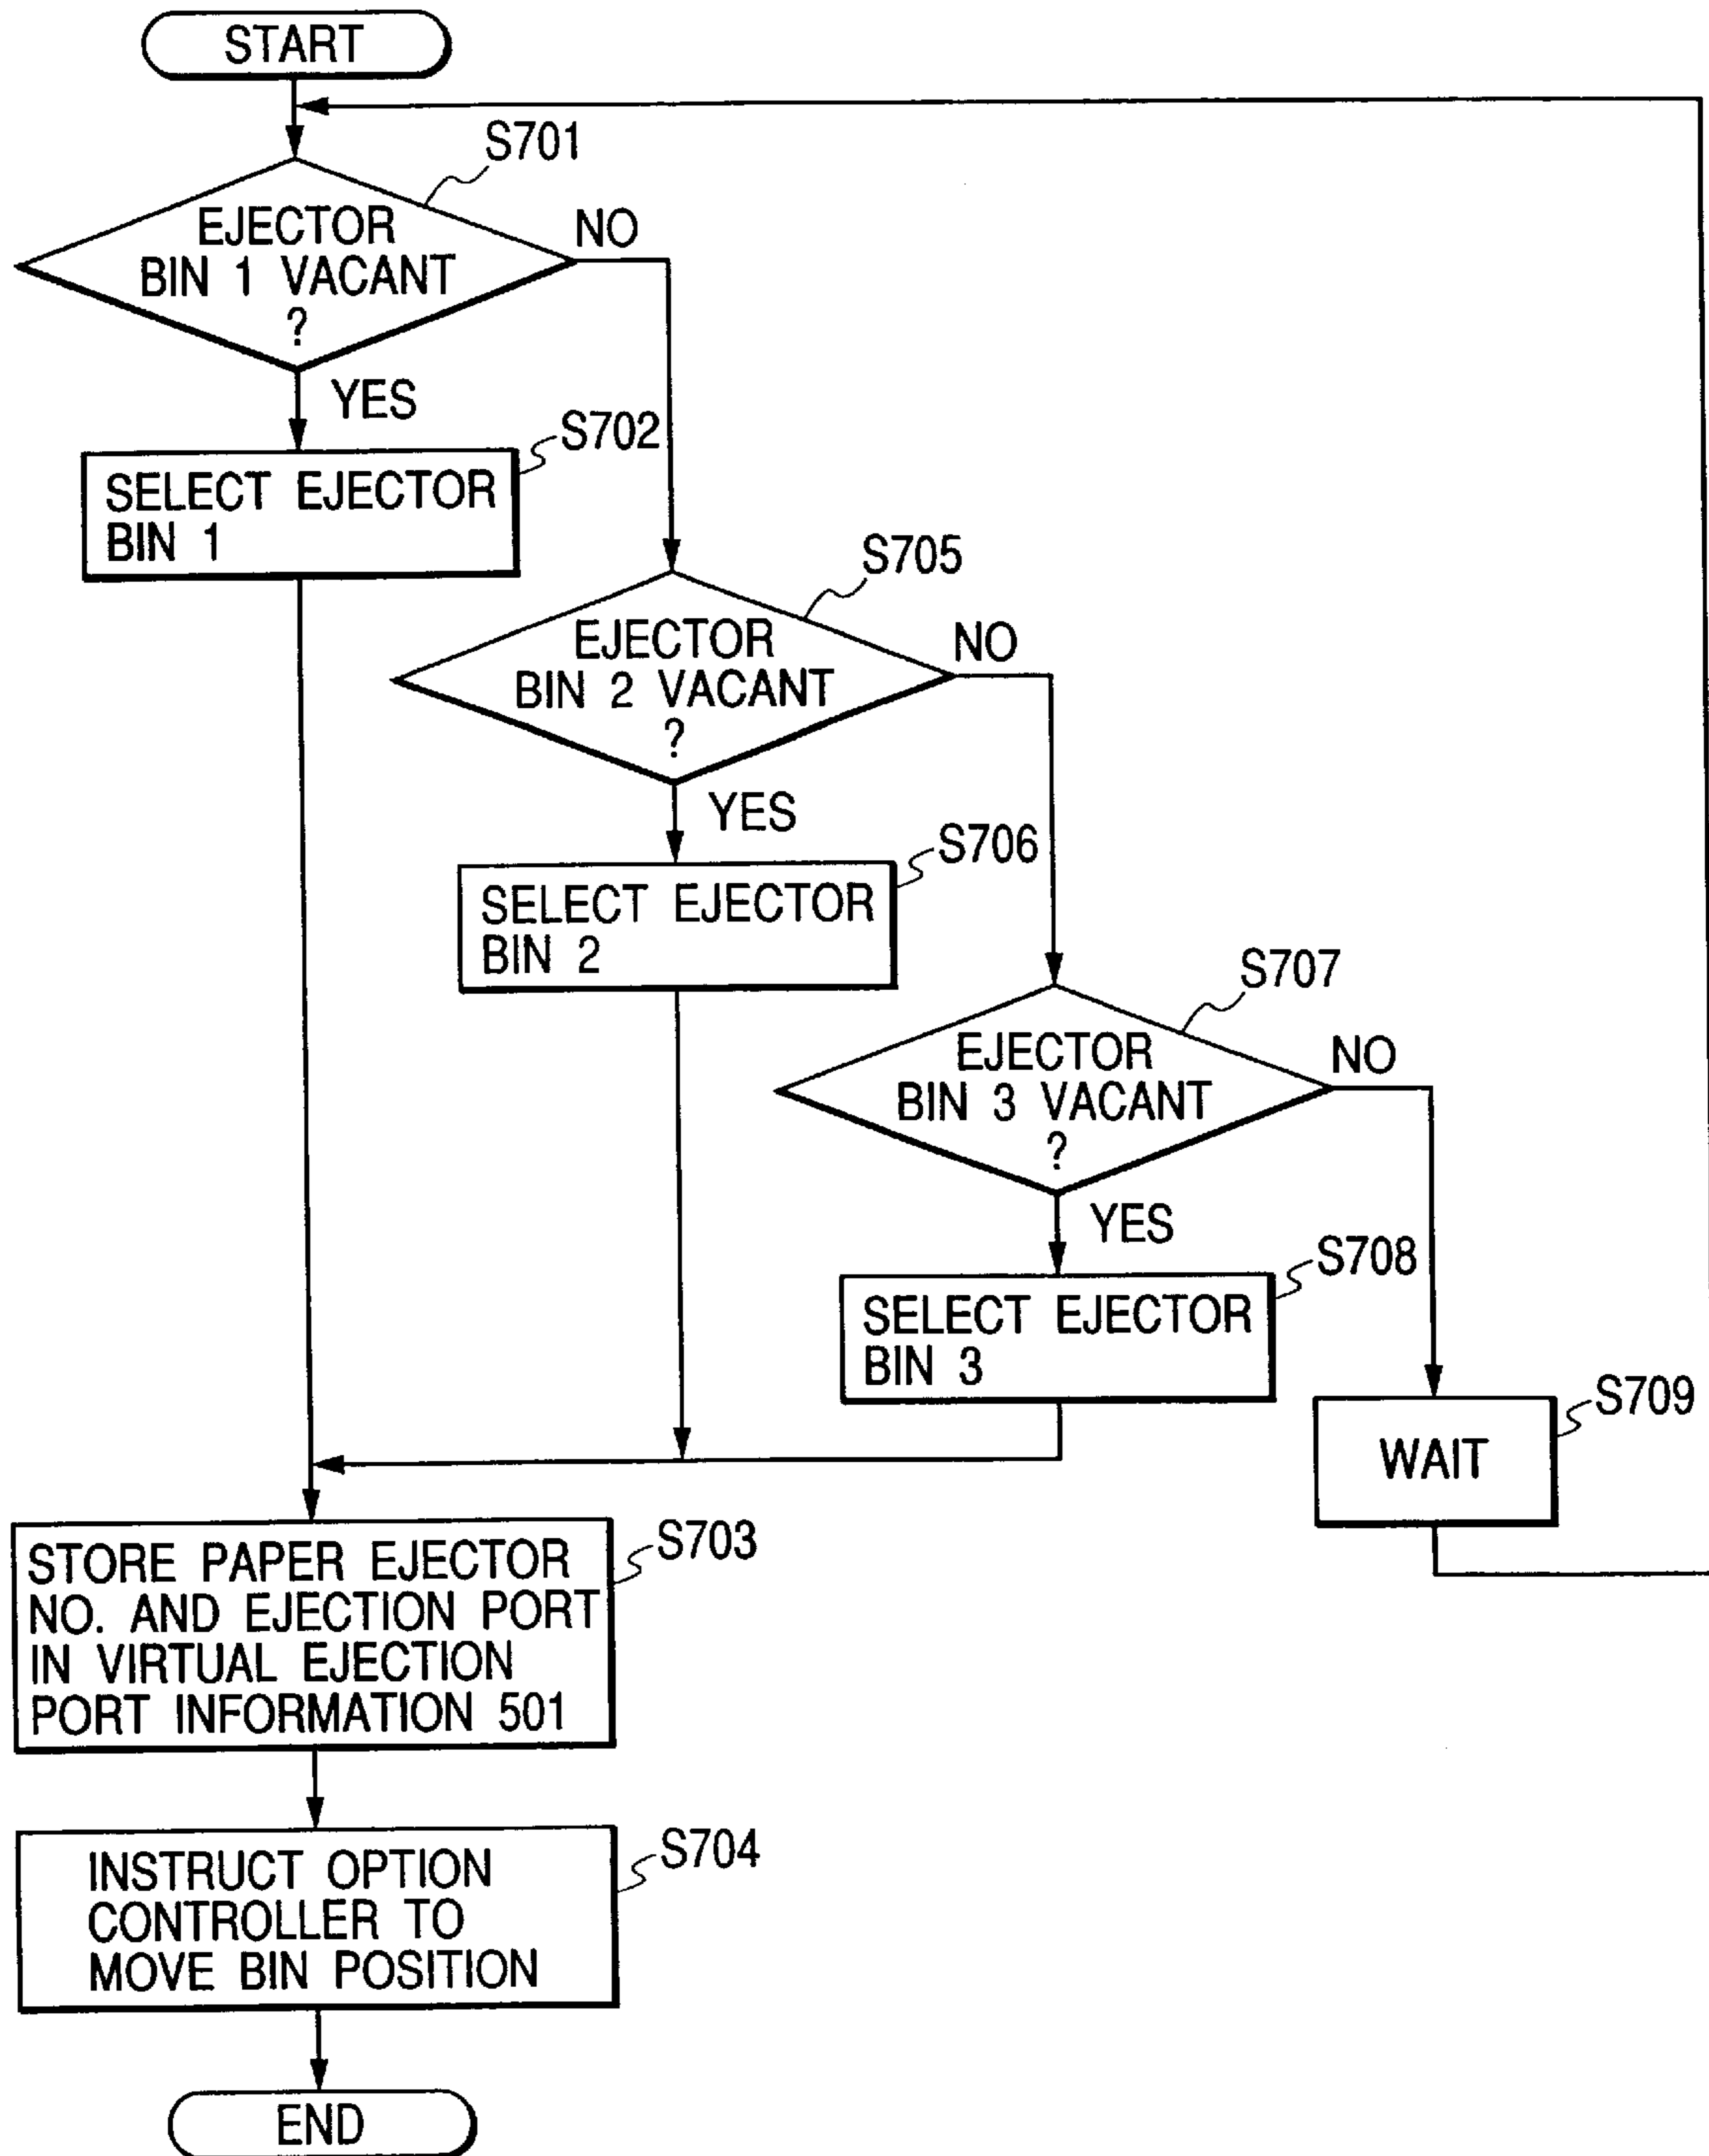 START
S701
EJECTOR
BIN 1 VACANT
?
NO
YES
S702
SELECT EJECTOR
BIN 1
S705
EJECTOR
BIN 2 VACANT
?
NO
YES
S706
SELECT EJECTOR
BIN 2
S707
EJECTOR
BIN 3 VACANT
?
NO
YES
S708
SELECT EJECTOR
BIN 3
S709
WAIT
S703
STORE PAPER EJECTOR
NO. AND EJECTION PORT
IN VIRTUAL EJECTION
PORT INFORMATION 501
S704
INSTRUCT OPTION
CONTROLLER TO
MOVE BIN POSITION
END